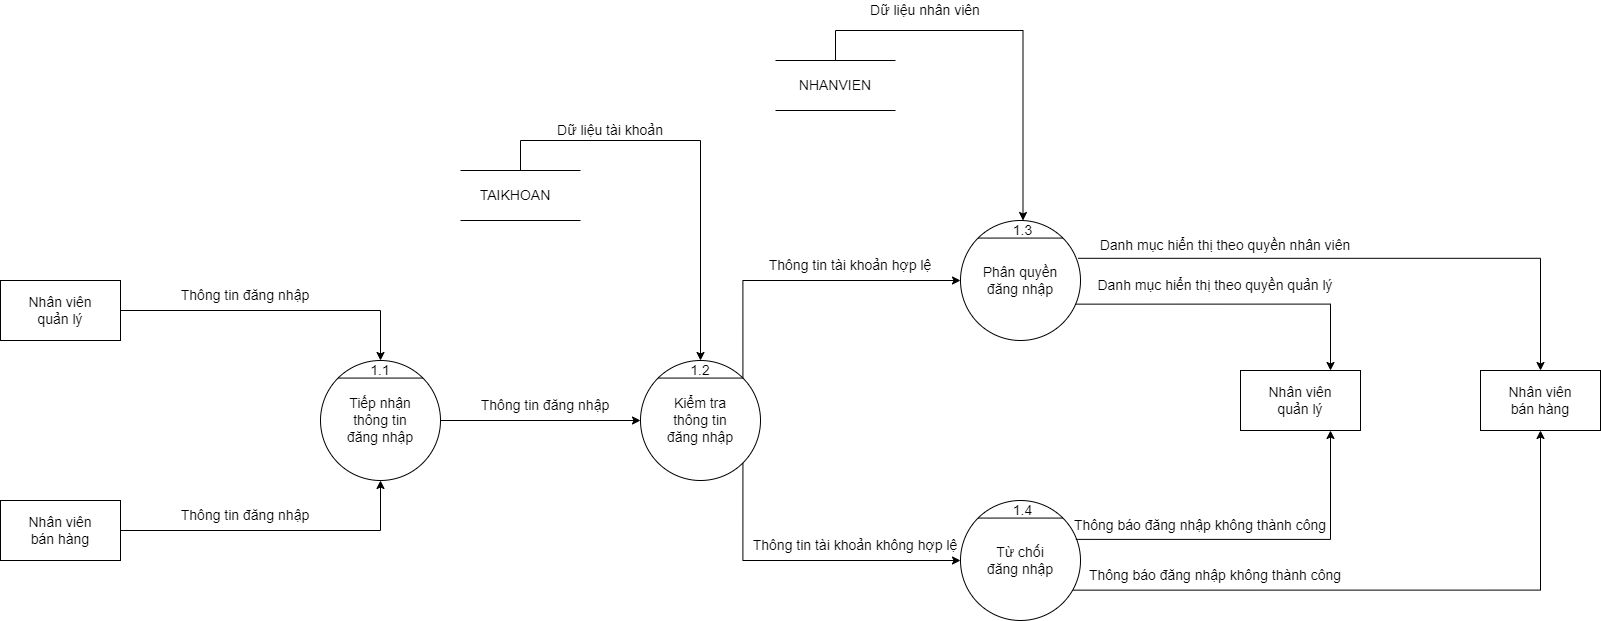 Dữ liệu nhân viên
NHANVIEN
Dữ liệu tài khoản
TAIKHOAN
1.3
Phân quyền
đăng nhập
Danh mục hiển thị theo quyền nhân viên
Thông tin tài khoản hợp lệ
Danh mục hiển thị theo quyền quản lý
Nhân viên
quản lý
Thông tin đăng nhập
1.1
Tiếp nhận
thông tin
đăng nhập
Thông tin đăng nhập
1.2
Kiểm tra
thông tin
đăng nhập
Nhân viên
quản lý
Nhân viên
bán hàng
Nhân viên
bán hàng
Thông tin đăng nhập
Thông tin tài khoản không hợp lệ
1.4
Từ chối
đăng nhập
Thông báo đăng nhập không thành công
Thông báo đăng nhập không thành công